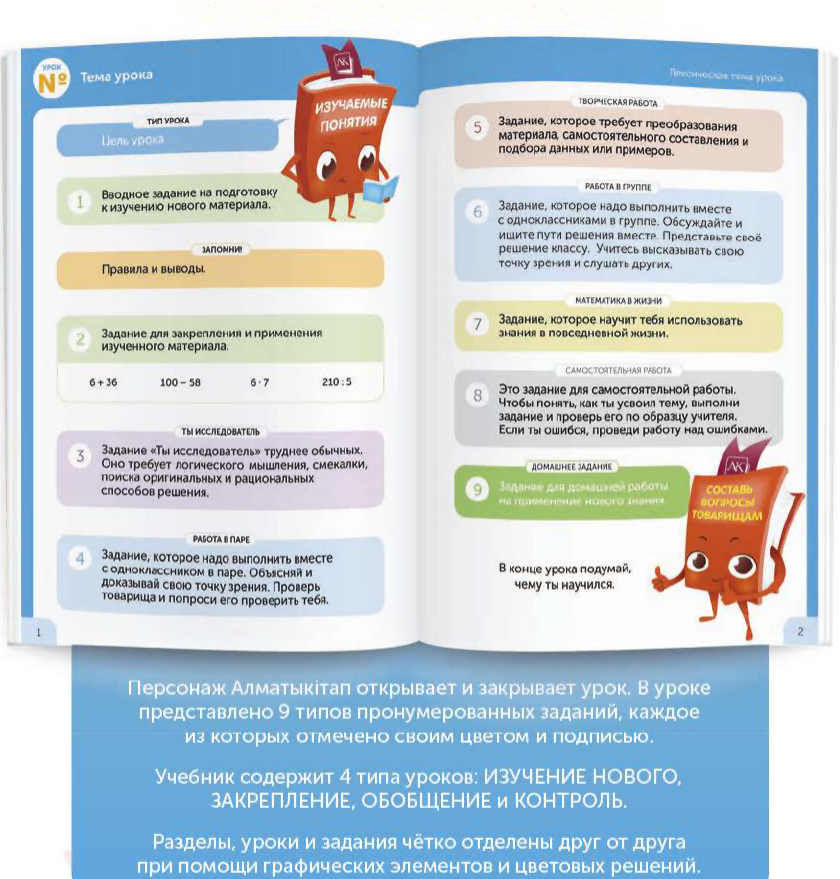 УРОК
№
Тема урока
ТИП УРОКА
Цель урока
ИЗУЧАЕМЫЕ
ПОНЯТИЯ
1
Вводное задание на подготовку
к изучению нового материала.
ЗАПОМНИ!
Правила и выводы.
2
Задание для закрепления и применения
изученного материала.
6 + 36 100 – 58 6 · 7 210 : 5
ТЫ ИССЛЕДОВАТЕЛЬ
3
Задание «Ты исследователь» труднее обычных.
Оно требует логического мышления, смекалки,
поиска оригинальных и рациональных
способов решения.
РАБОТА В ПАРЕ
4
Задание, которое надо выполнить вместе
с одноклассником в паре. Объясняй и
доказывай свою точку зрения. Проверь
товарища и попроси его проверить тебя.
1
Лексическая тема урока
ТВОРЧЕСКАЯ РАБОТА
5
Задание, которое требует преобразования
материала, самостоятельного составления и
подбора данных или примеров.
РАБОТА В ГРУППЕ
6
Задание, которое надо выполнить вместе
с одноклассниками в группе. Обсуждайте и
ищите пути решения вместе. Представьте своё
решение классу. Учитесь высказывать свою
точку зрения и слушать других.
МАТЕМАТИКА В ЖИЗНИ
7
Задание, которое научит тебя использовать
знания в повседневной жизни.
САМОСТОЯТЕЛЬНАЯ РАБОТА
8
Это задание для самостоятельной работы.
Чтобы понять, как ты усвоил тему, выполни
задание и проверь его по образцу учителя.
Если ты ошибся, проведи работу над ошибками.
ДОМАШНЕЕ ЗАДАНИЕ
9
Задание для домашней работы
на применение нового знания.
АК
СОСТАВЬ
ВОПРОСЫ
ТОВАРИЩАМ
В конце урока подумай,
чему ты научился.
2
Персонаж Алматыкітап открывает и закрывает урок. В уроке
представлено 9 типов пронумерованных заданий, каждое
из которых отмечено своим цветом и подписью.
Учебник содержит 4 типа уроков: ИЗУЧЕНИЕ НОВОГО,
ЗАКРЕПЛЕНИЕ, ОБОБЩЕНИЕ и КОНТРОЛЬ.
Разделы, уроки и задания чётко отделены друг от друга
при помощи графических элементов и цветовых решений.